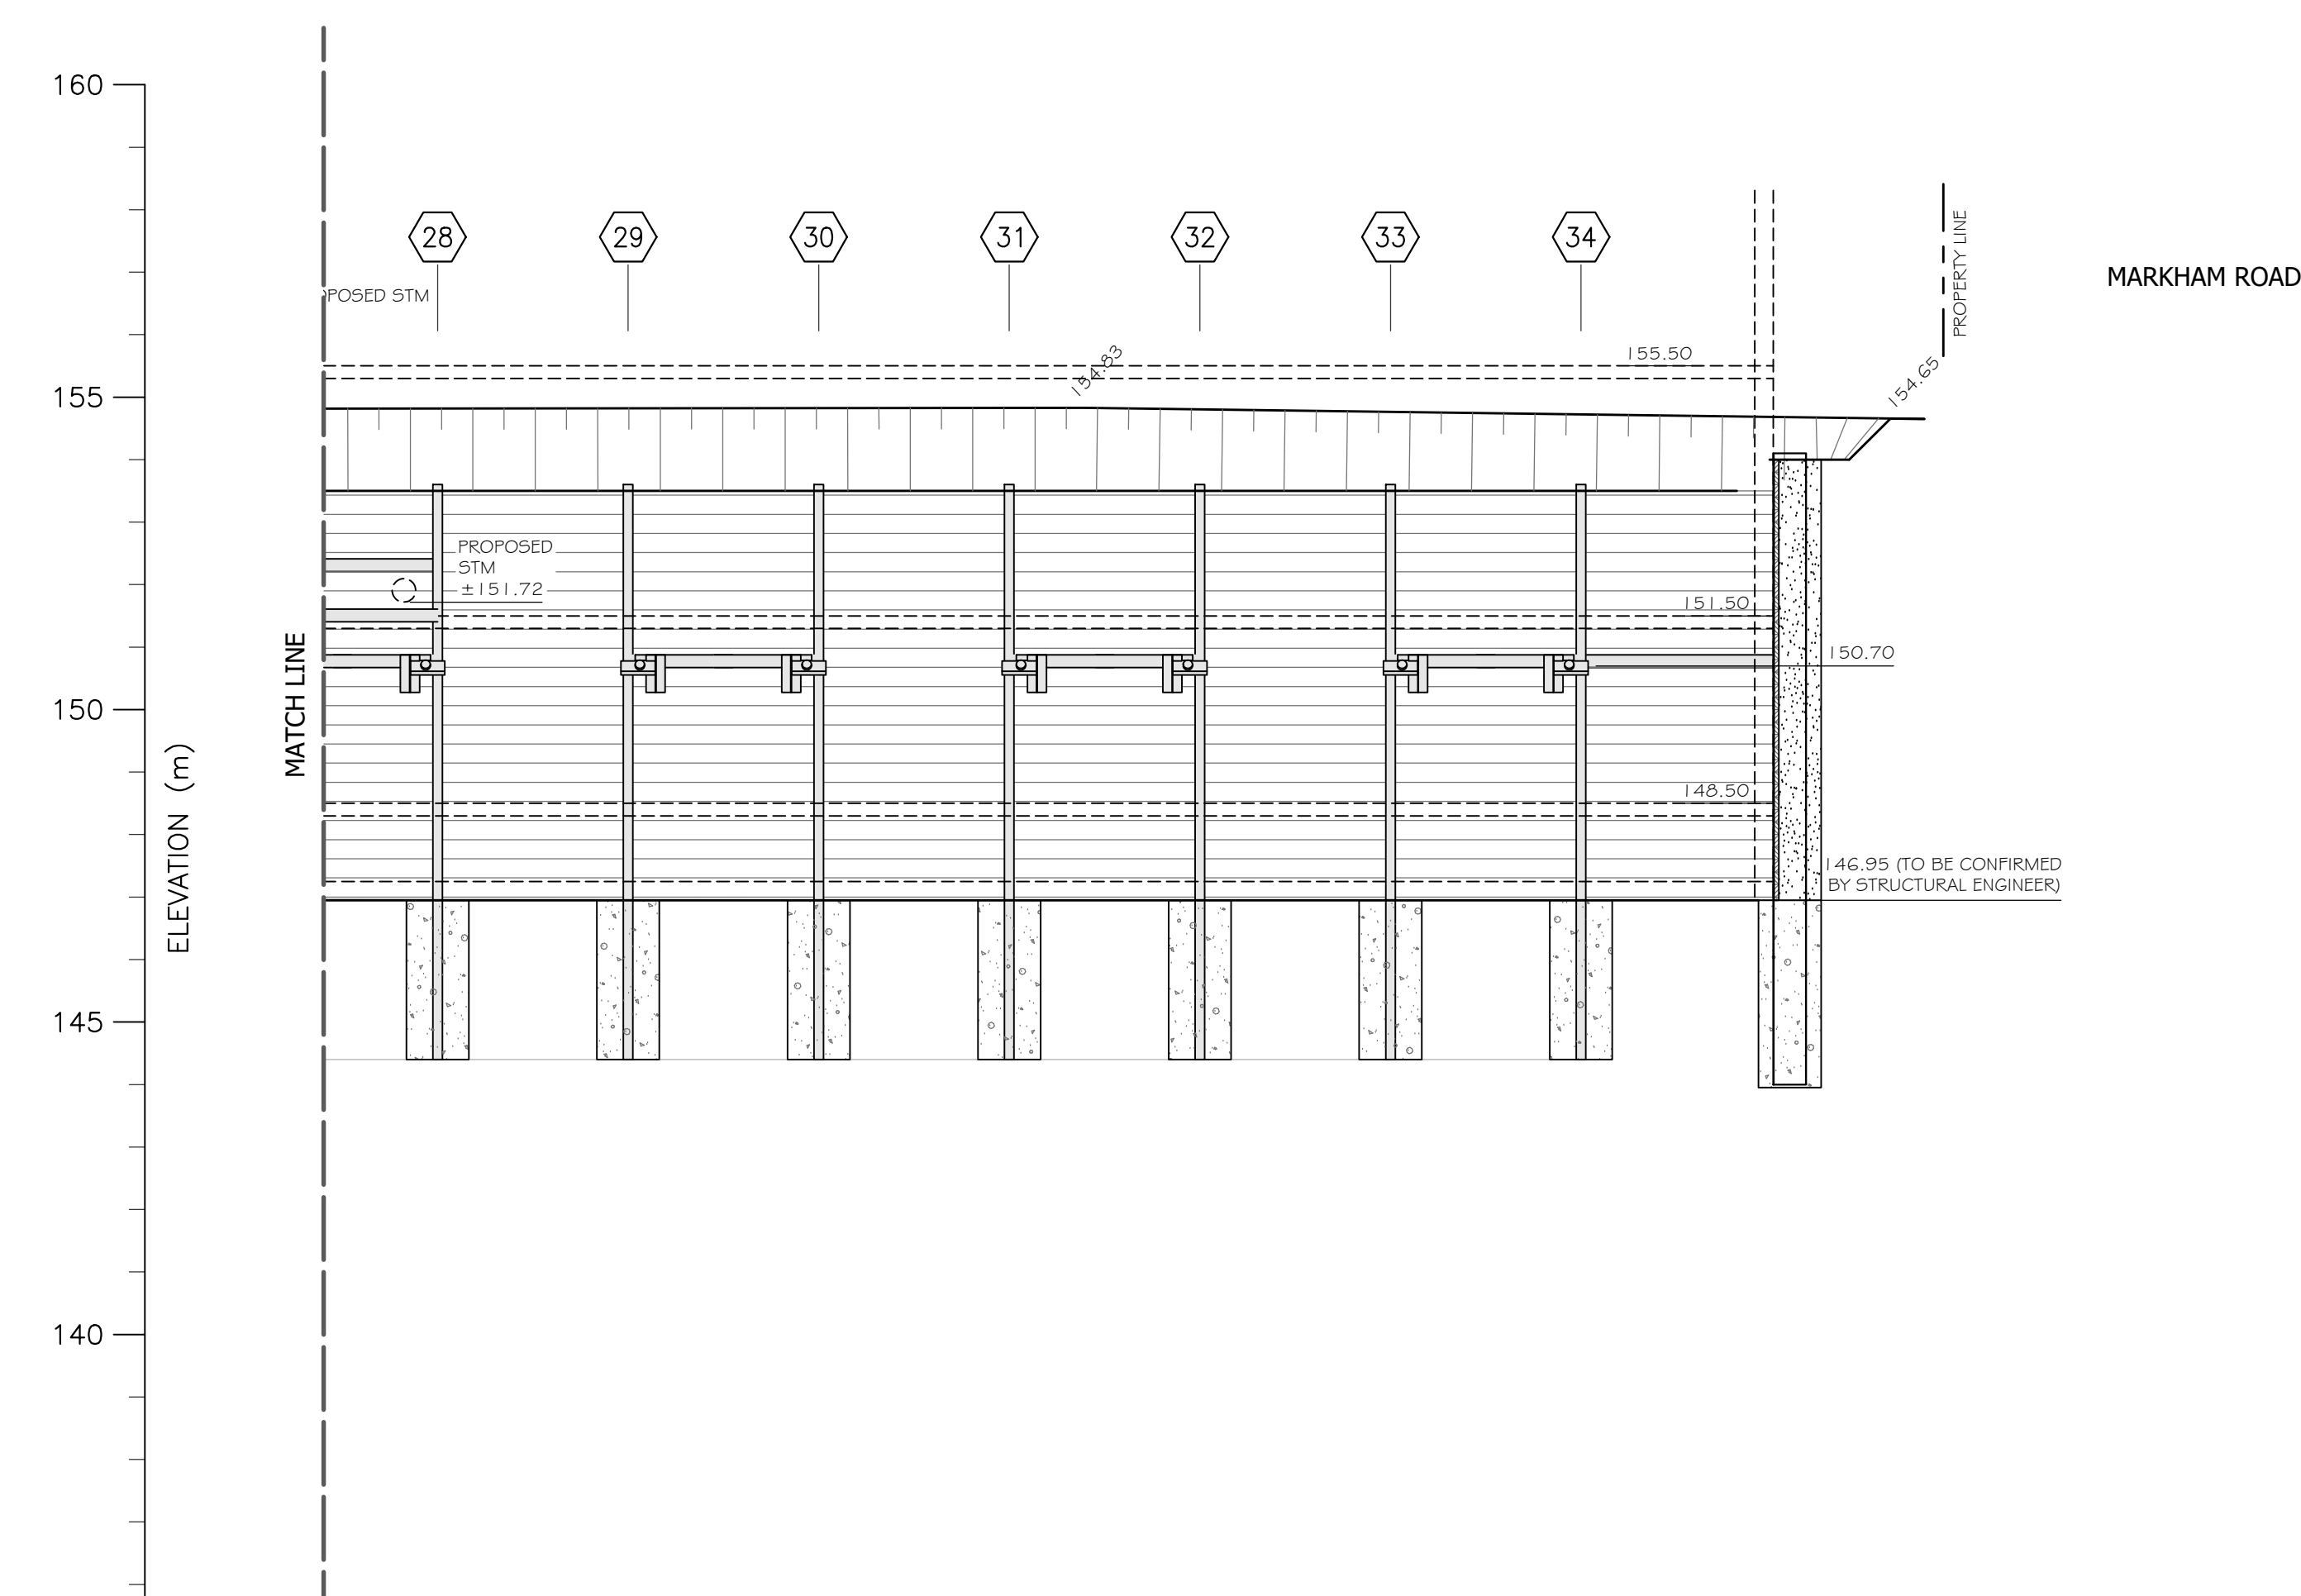 160
28
29
30
31
32
33
34
PROPERTY LINE
MARKHAM ROAD
POSED STM
154.83
155.50
154.65
155
PROPOSED
STM
±151.72
151.50
MATCH LINE
150.70
150
148.50
ELEVATION (m)
146.95 (TO BE CONFIRMED
BY STRUCTURAL ENGINEER)
145
140